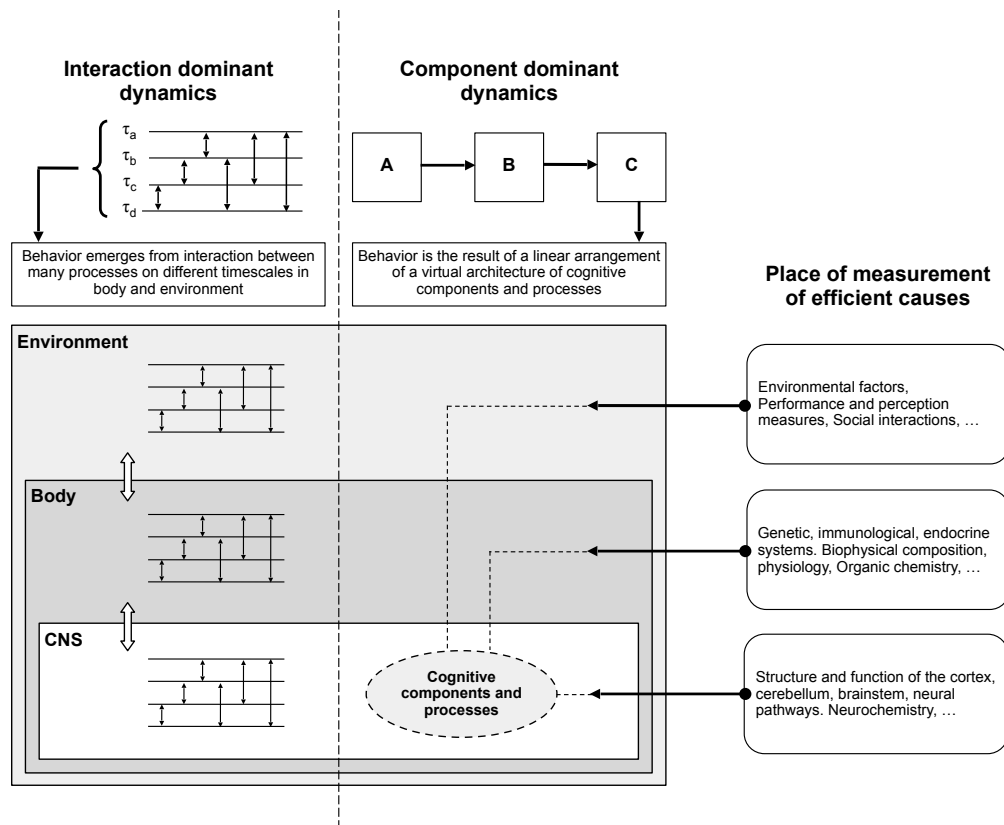 Interaction dominant
dynamics
τa
τb
τc
τd
Behavior emerges from interaction between
many processes on different timescales in
body and environment
Component dominant
dynamics
A
B
C
Behavior is the result of a linear arrangement
of a virtual architecture of cognitive
components and processes
Place of measurement
of efficient causes
Environment
Environmental factors,
Performance and perception
measures, Social interactions, …
Body
Genetic, immunological, endocrine
systems. Biophysical composition,
physiology, Organic chemistry, …
CNS
Cognitive
components and
processes
Structure and function of the cortex,
cerebellum, brainstem, neural
pathways. Neurochemistry, …